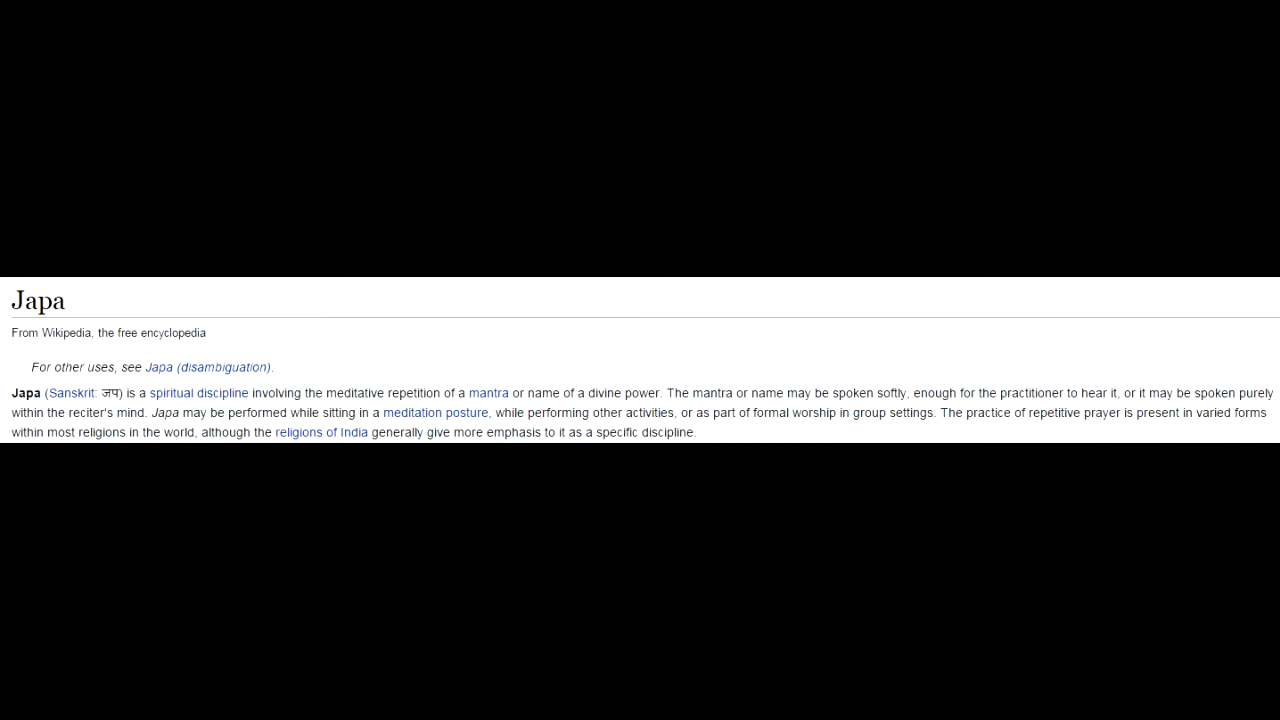 Japa
From Wikipedia, the free encyclopedia
For other uses, see Japa (disambiguation).
Japa (Sanskrit: जप) is a spiritual discipline involving the meditative repetition of a mantra or name of a divine power. The mantra or name may be spoken softly, enough for the practitioner to hear it, or it may be spoken purely
within the reciter's mind. Japa may be performed while sitting in a meditation posture, while performing other activities, or as part of formal worship in group settings. The practice of repetitive prayer is present in varied forms
within most religions in the world, although the religions of India generally give more emphasis to it as a specific discipline.